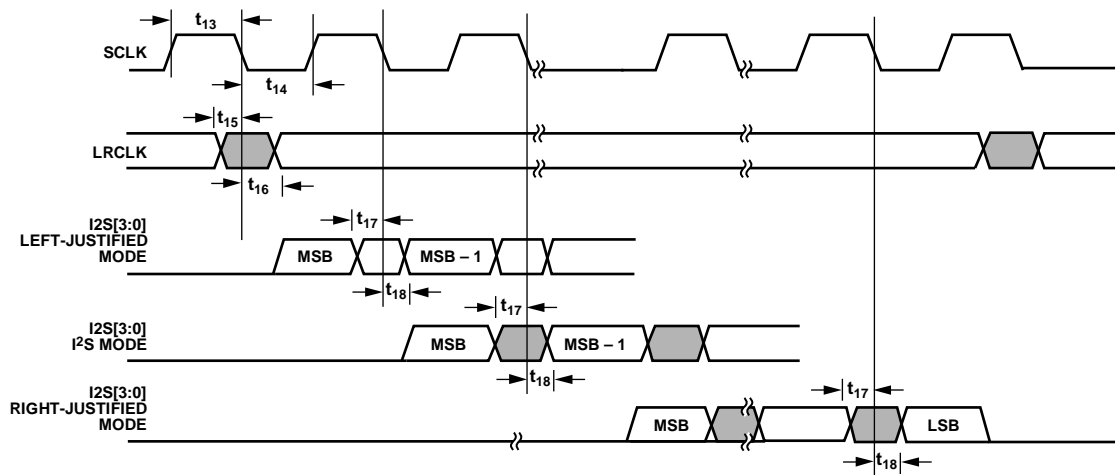 t13
SCLK
t14
t15
LRCLK
t16
I2S[3:0]
LEFT-JUSTIFIED
MODE
t17
MSB
MSB – 1
t18
I2S[3:0]
I²S MODE
t17
MSB
MSB – 1
t18
I2S[3:0]
RIGHT-JUSTIFIED
MODE
t17
MSB
LSB
t18